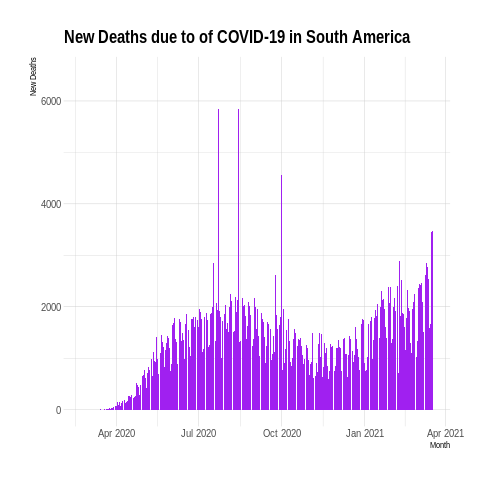 New Deaths due to of COVID-19 in South America
New Deaths
6000
4000
2000
0
Apr 2020
Jul 2020
Oct 2020
Jan 2021
Apr 2021
Month